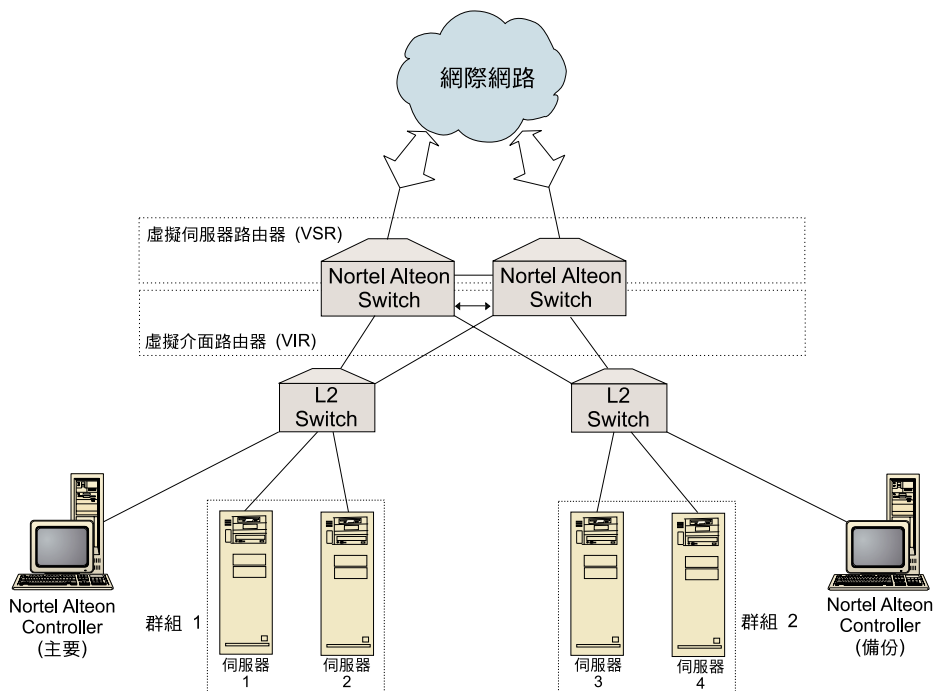 網際網路
虛擬伺服器路由器 (VSR)
Nortel Alteon
Switch
Nortel Alteon
Switch
虛擬介面路由器 (VIR)
L2
Switch
L2
Switch
Nortel Alteon
Controller
(主要)
群組 1
伺服器
1
伺服器
2
伺服器
3
伺服器
4
群組 2
Nortel Alteon
Controller
(備份)